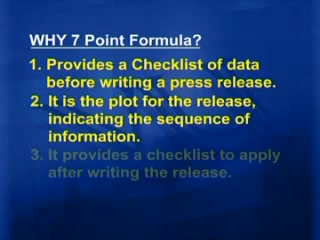 WHY 7 Point Formula?
1. Provides a Checklist of data
before writing a press release.
2. It is the plot for the release,
indicating the sequence of
information.
3. It provides a checklist to apply
after writing the release.